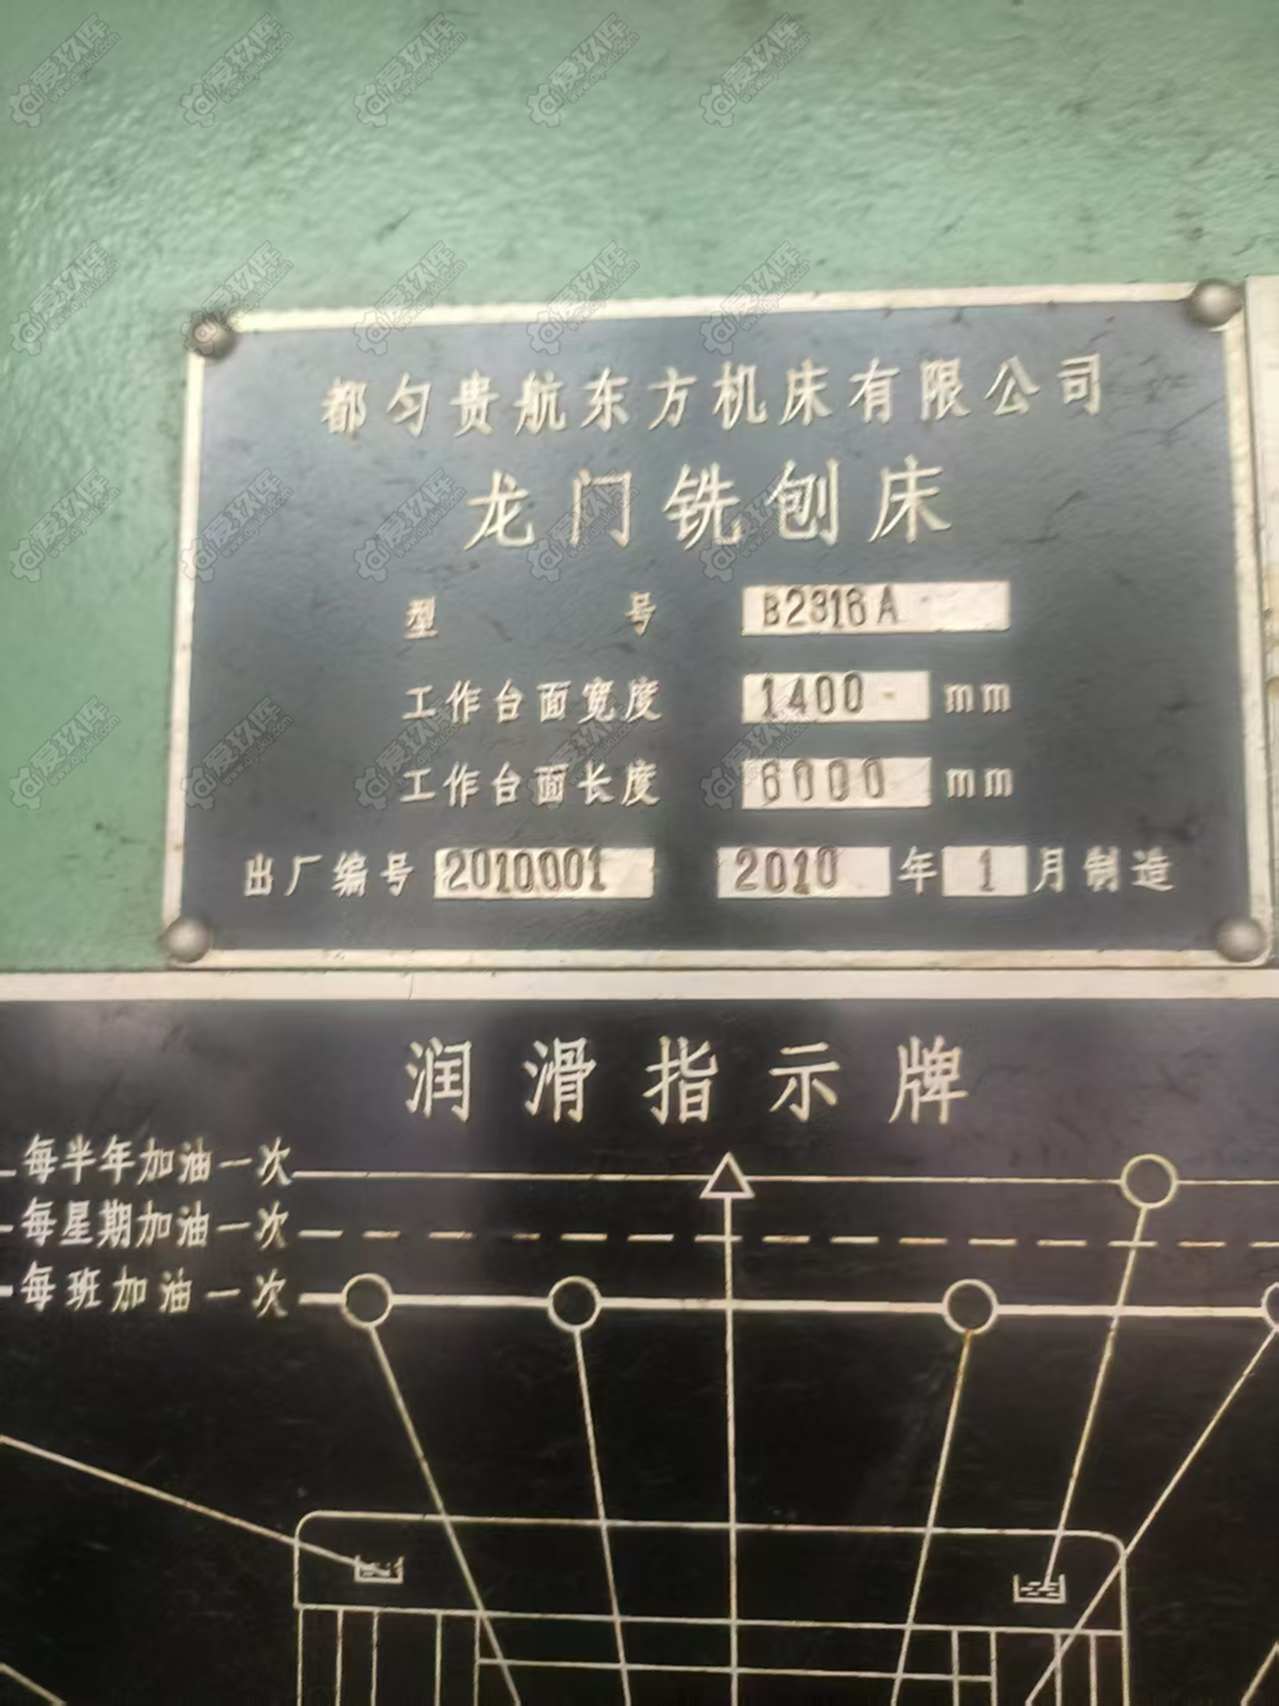 都匀贵航东方机床有限公司
龙门铣刨床
型号 B2316A
工作台面宽度 1400 mm
工作台面长度 6000 mm
出厂编号 2010001 2010 年 1 月制造
润滑指示牌
每半年加油一次
每星期加油一次
每班加油一次